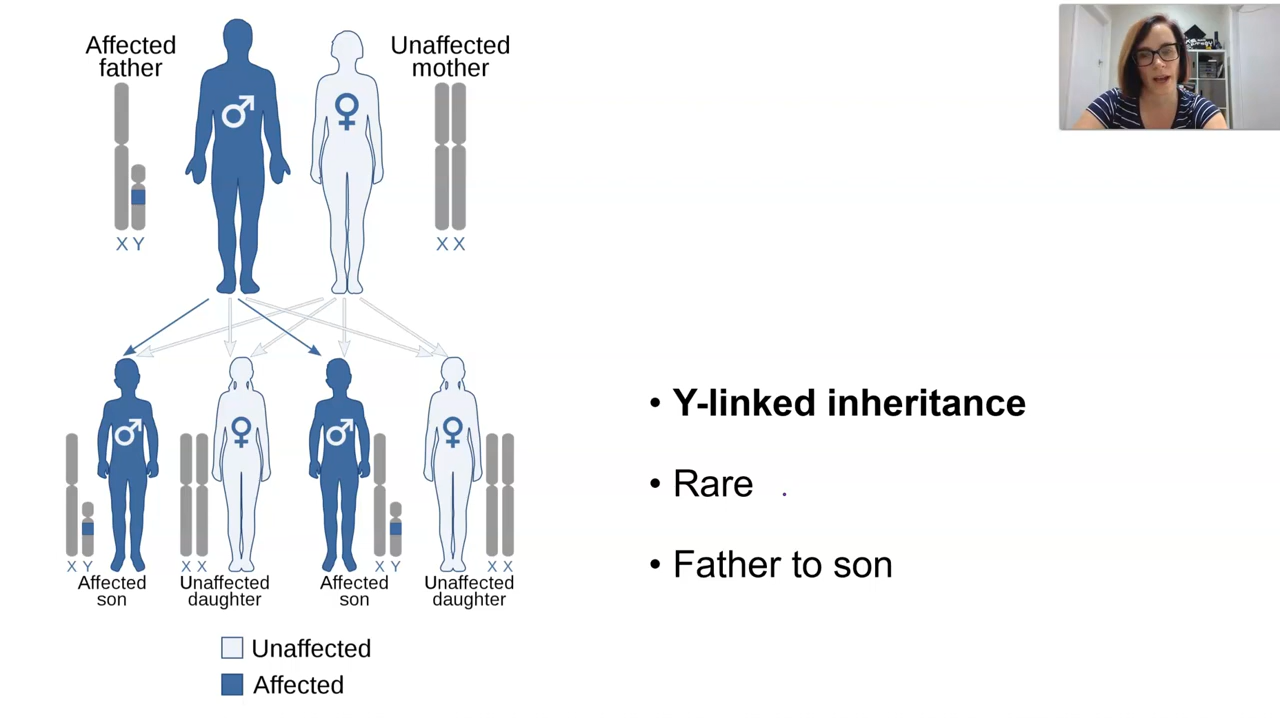 Affected
father
Unaffected
mother
X Y
X X
X Y
X X
X Y
X X
Affected
son
Unaffected
daughter
Affected
son
Unaffected
daughter
Unaffected
Affected
• Y-linked inheritance
• Rare
• Father to son